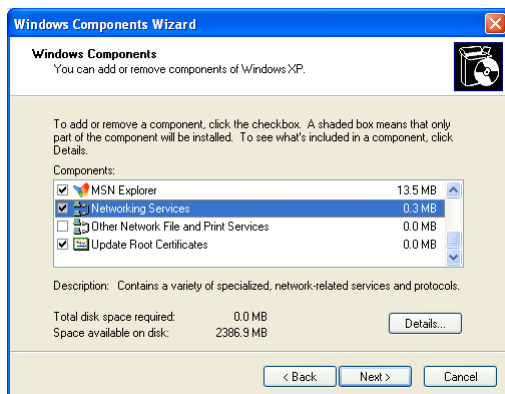 Windows Components Wizard
Windows Components
You can add or remove components of Windows XP.
To add or remove a component, click the checkbox. A shaded box means that only
part of the component will be installed. To see what's included in a component, click
Details.
Components:
MSN Explorer 13.5 MB
Networking Services 0.3 MB
Other Network File and Print Services 0.0 MB
Update Root Certificates 0.0 MB
Description: Contains a variety of specialized, network-related services and protocols.
Total disk space required: 0.0 MB
Space available on disk: 2386.9 MB
Details...
< Back Next > Cancel